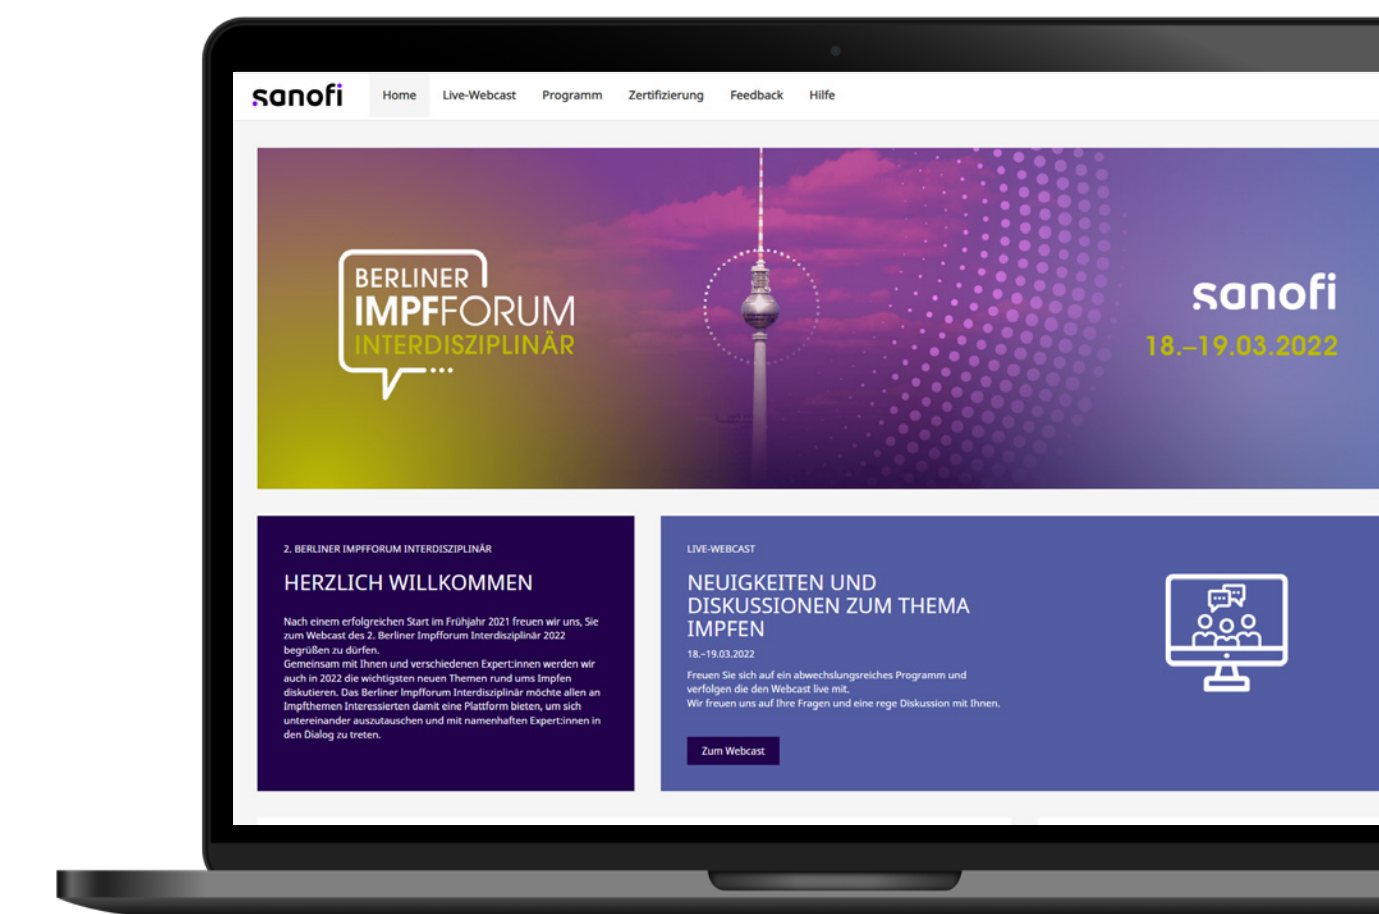 sanofi Home Live-Webcast Programm Zertifizierung Feedback Hilfe
BERLINER
IMPFFORUM
INTERDISZIPLINÄR
sanofi
18.–19.03.2022
2. BERLINER IMPFFORUM INTERDISZIPLINÄR
HERZLICH WILLKOMMEN
Nach einem erfolgreichen Start im Frühjahr 2021 freuen wir uns, Sie
zum Webcast des 2. Berliner Impfforum Interdisziplinär 2022
begrüßen zu dürfen.
Gemeinsam mit Ihnen und verschiedenen Expert:innen werden wir
auch in 2022 die wichtigsten neuen Themen rund ums Impfen
diskutieren. Das Berliner Impfforum Interdisziplinär möchte allen an
Impfthemen Interessierten damit eine Plattform bieten, um sich
untereinander auszutauschen und mit namenhaften Expert:innen in
den Dialog zu treten.
LIVE-WEBCAST
NEUIGKEITEN UND
DISKUSSIONEN ZUM THEMA
IMPFEN
18.–19.03.2022
Freuen Sie sich auf ein abwechslungsreiches Programm und
verfolgen die den Webcast live mit.
Wir freuen uns auf Ihre Fragen und eine rege Diskussion mit Ihnen.
Zum Webcast